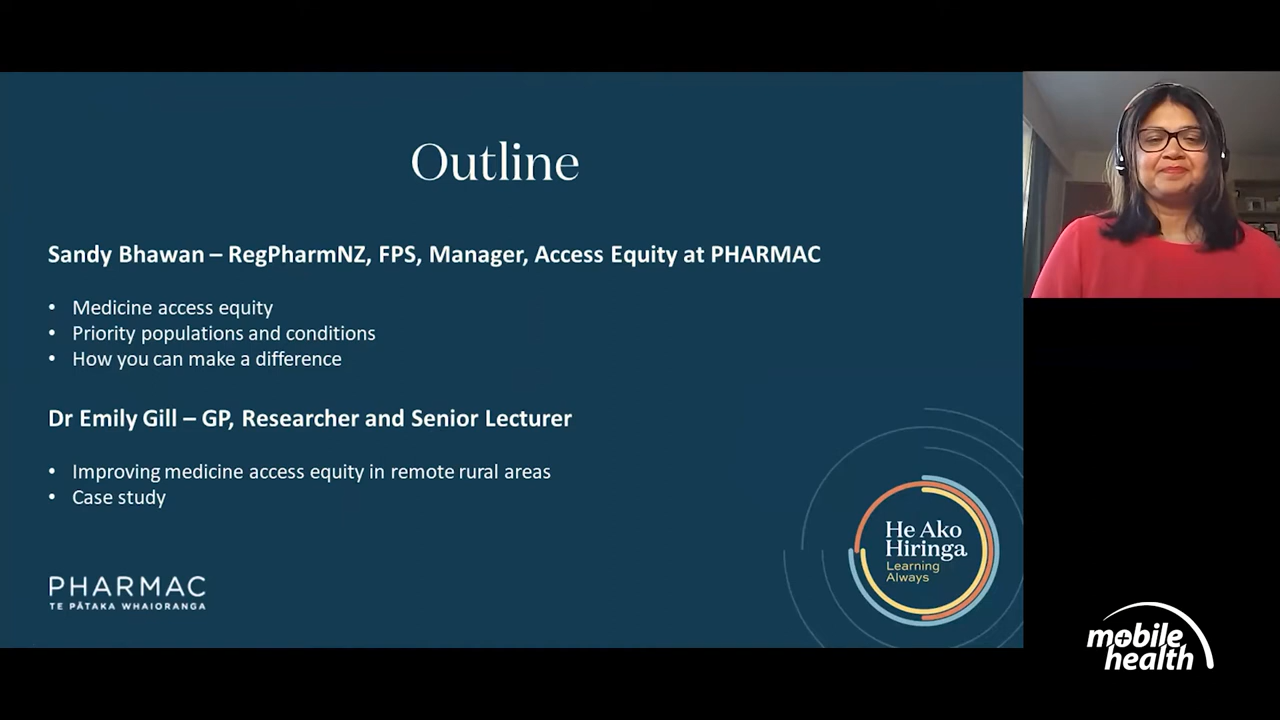 Outline
Sandy Bhawan – RegPharmNZ, FPS, Manager, Access Equity at PHARMAC
• Medicine access equity
• Priority populations and conditions
• How you can make a difference
Dr Emily Gill – GP, Researcher and Senior Lecturer
• Improving medicine access equity in remote rural areas
• Case study
PHARMAC
TE PĀTAKA WHAIORANGA
He Ako
Hiringa
Learning
Always
mobile
health